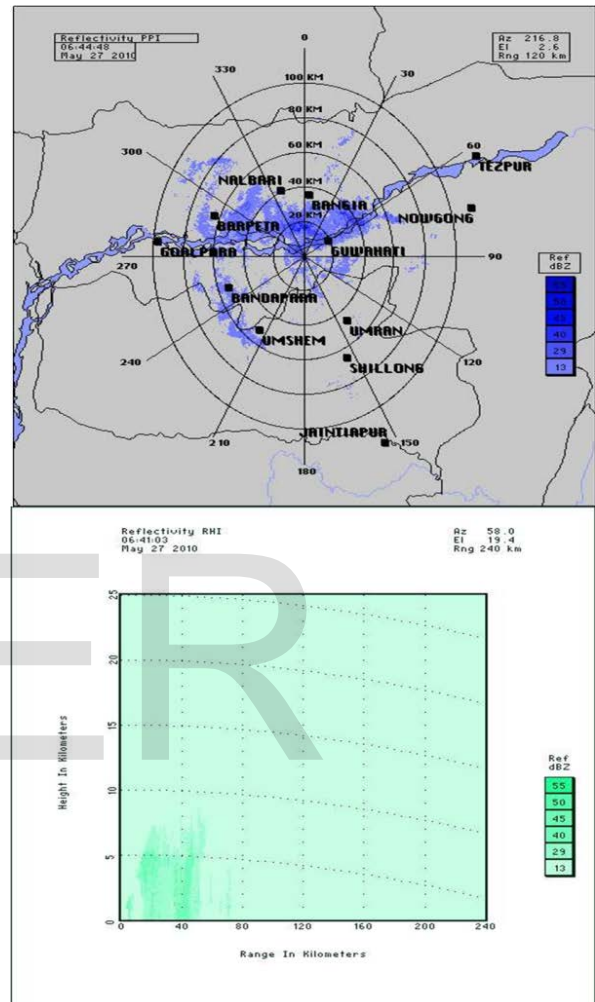 Reflectivity PPI
06:44:48
May 27 2010
Az 216.8
El 2.6
Rng 120 km
0
330
30
100 KM
80 KM
60 KM
300
60
TEZPUR
NALBARI
40 KM
RANGIA
20 KM
NOWGONG
BARPETA
GOALPARA
GUWAHATI
270
90
Ref
dBZ
55
50
45
40
29
13
BANDAPARA
UMSHEM
UMRAN
240
120
SHILLONG
JAINTIAPUR
210
150
180
Reflectivity RHI
06:41:03
May 27 2010
Az 58.0
El 19.4
Rng 240 km
25
20
15
10
5
0
Height In Kilometers
0
40
80
120
160
200
240
Range In Kilometers
Ref
dBZ
55
50
45
40
29
13
ER